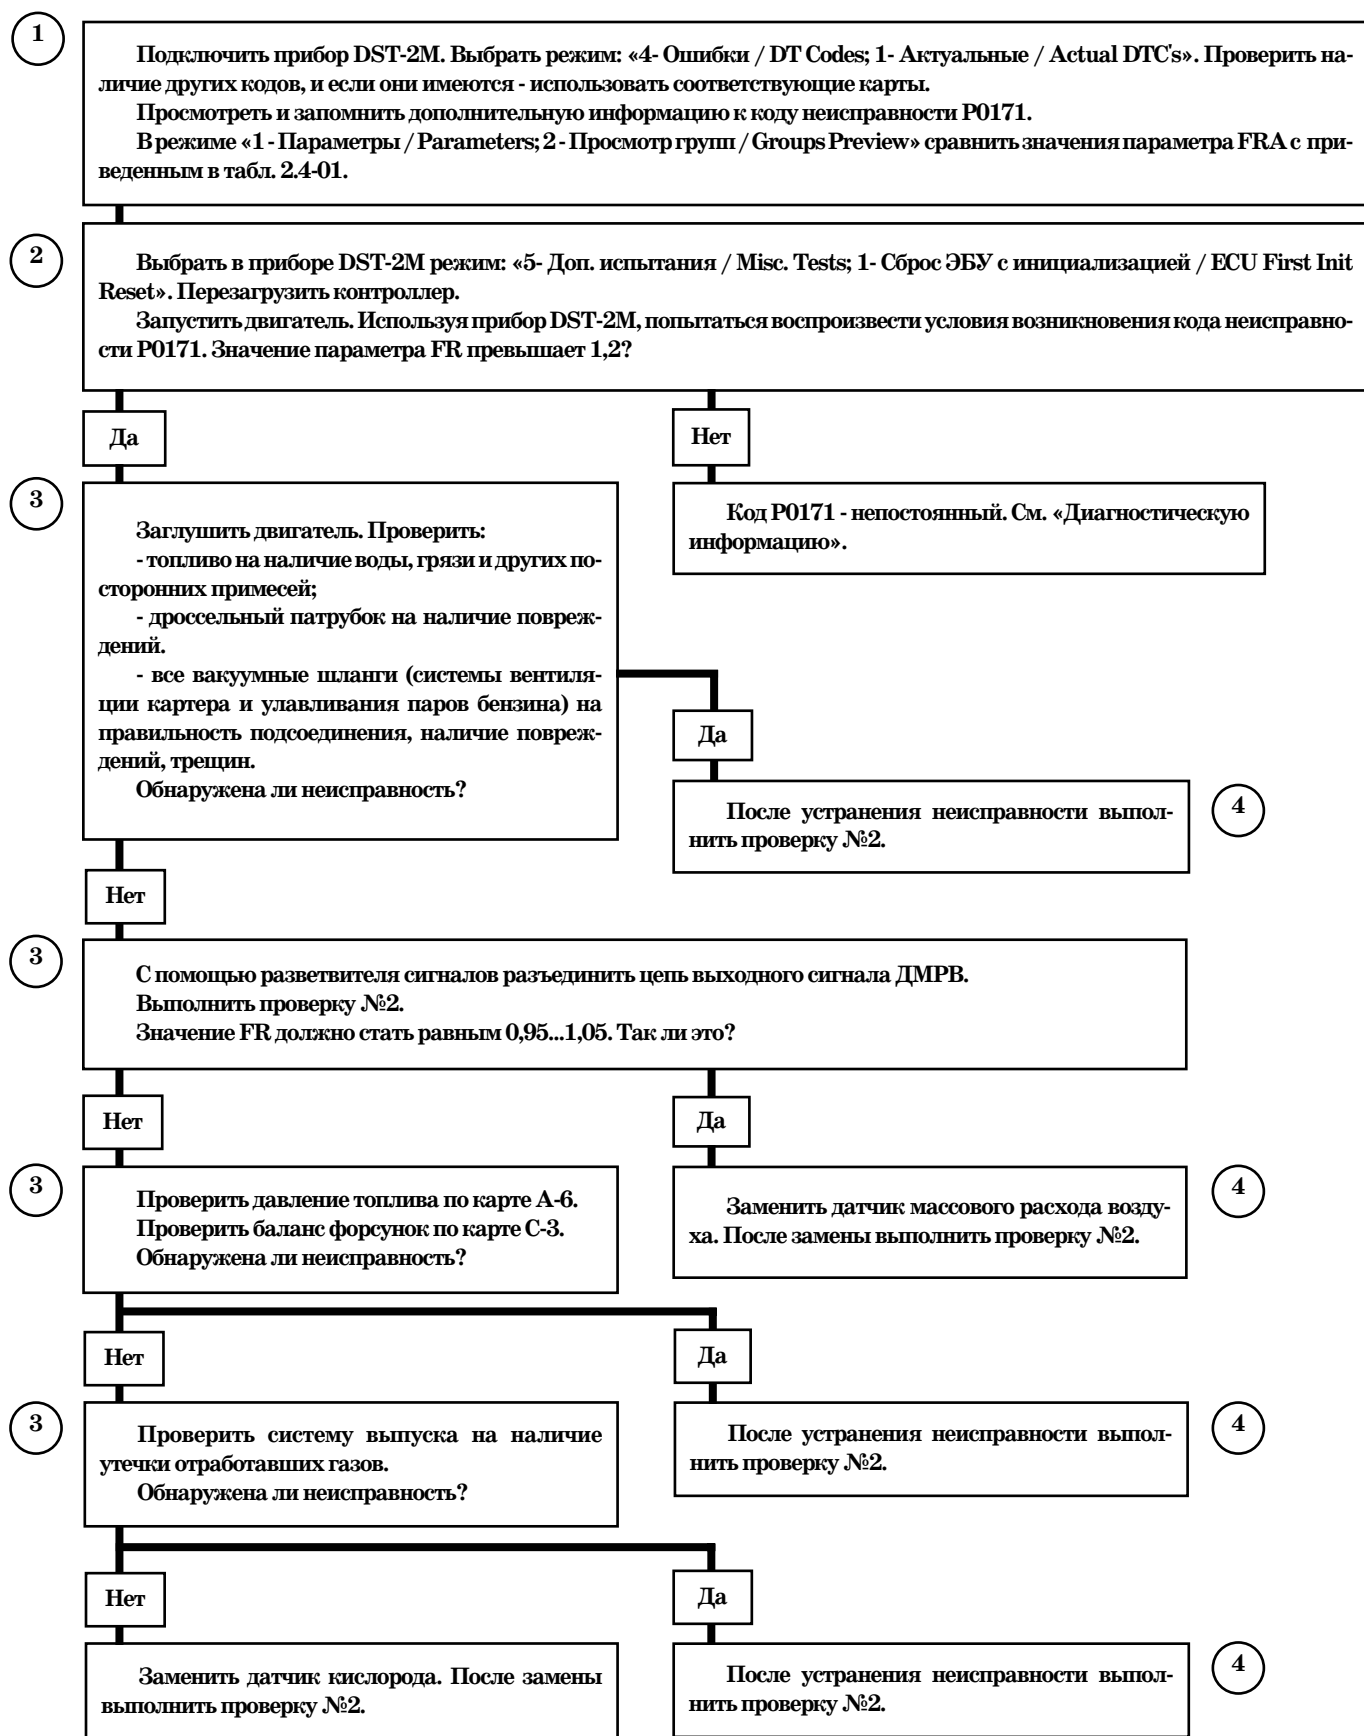 1
Подключить прибор DST-2M. Выбрать режим: «4- Ошибки / DT Codes; 1- Актуальные / Actual DTC's». Проверить на-
личие других кодов, и если они имеются - использовать соответствующие карты.
Просмотреть и запомнить дополнительную информацию к коду неисправности P0171.
В режиме «1 - Параметры / Parameters; 2 - Просмотр групп / Groups Preview» сравнить значения параметра FRA с при-
веденным в табл. 2.4-01.
2
Выбрать в приборе DST-2M режим: «5- Доп. испытания / Misc. Tests; 1- Сброс ЭБУ с инициализацией / ECU First Init
Reset». Перезагрузить контроллер.
Запустить двигатель. Используя прибор DST-2M, попытаться воспроизвести условия возникновения кода неисправно-
сти P0171. Значение параметра FR превышает 1,2?
Да
Нет
3
Заглушить двигатель. Проверить:
- топливо на наличие воды, грязи и других по-
сторонних примесей;
- дроссельный патрубок на наличие повреж-
дений.
- все вакуумные шланги (системы вентиля-
ции картера и улавливания паров бензина) на
правильность подсоединения, наличие повреж-
дений, трещин.
Обнаружена ли неисправность?
Код P0171 - непостоянный. См. «Диагностическую
информацию».
Да
После устранения неисправности выпол-
нить проверку №2.
4
Нет
3
С помощью разветвителя сигналов разъединить цепь выходного сигнала ДМРВ.
Выполнить проверку №2.
Значение FR должно стать равным 0,95...1,05. Так ли это?
Нет
Да
3
Проверить давление топлива по карте А-6.
Проверить баланс форсунок по карте С-3.
Обнаружена ли неисправность?
Заменить датчик массового расхода возду-
ха. После замены выполнить проверку №2.
4
Нет
Да
3
Проверить систему выпуска на наличие
утечки отработавших газов.
Обнаружена ли неисправность?
После устранения неисправности выпол-
нить проверку №2.
4
Нет
Да
Заменить датчик кислорода. После замены
выполнить проверку №2.
После устранения неисправности выпол-
нить проверку №2.
4